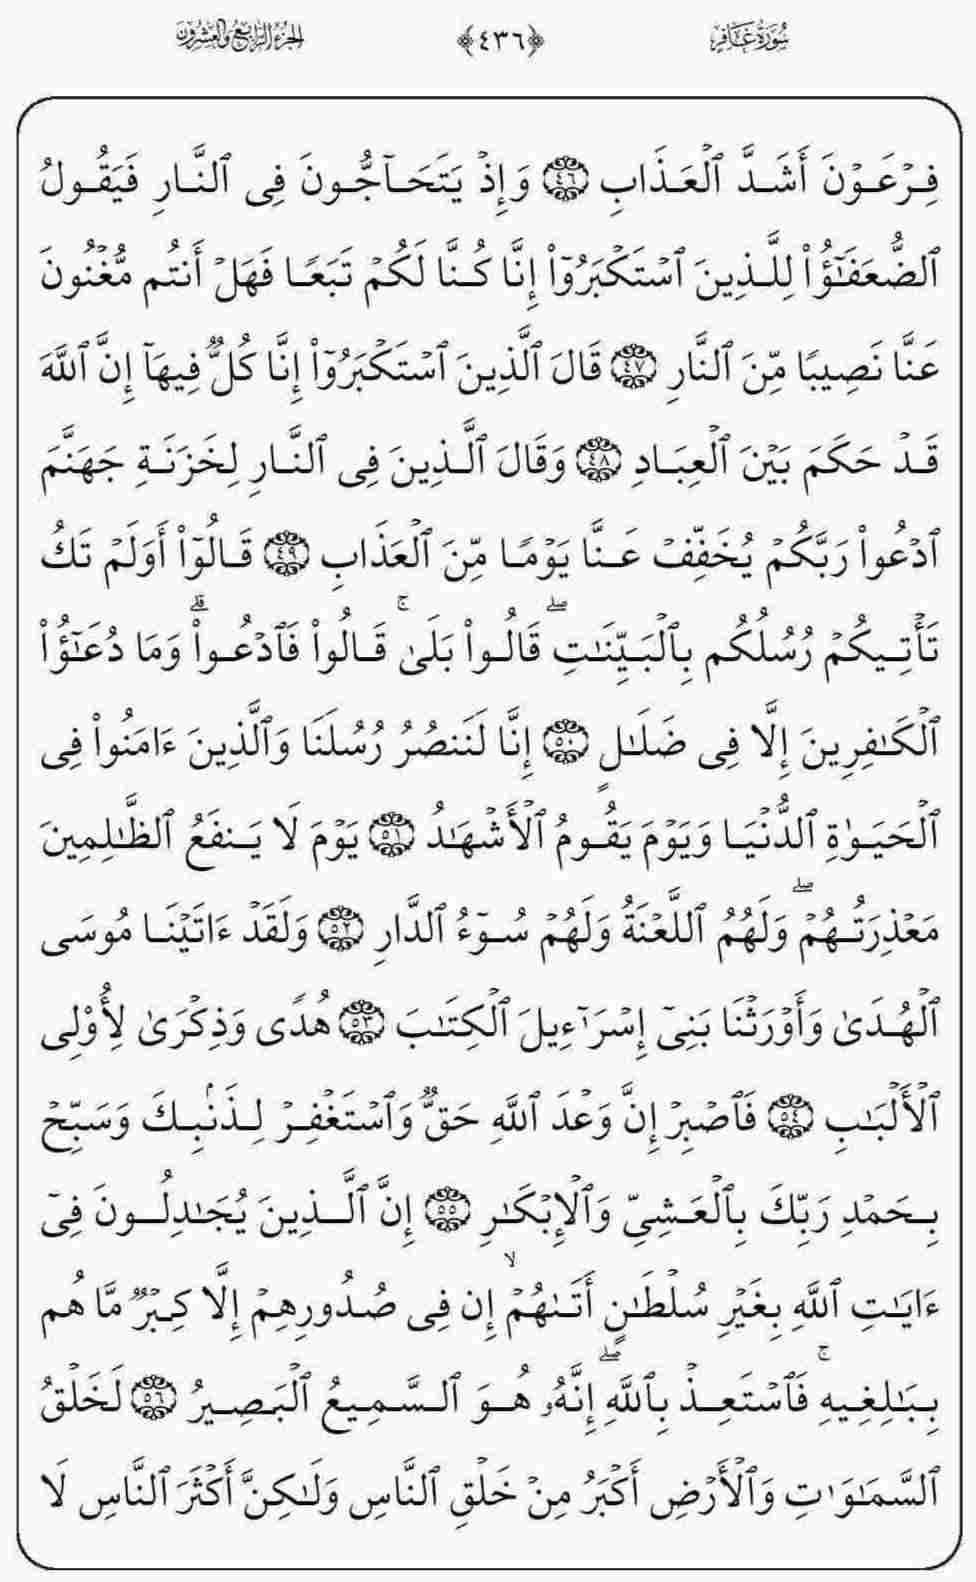 سُورَةُ غَافِرٍ ﴿٤٣٦﴾ الجُزْءُ الرَّابِعُ وَالعِشْرُونَ
فِرۡعَوۡنَ أَشَدَّ ٱلۡعَذَابِ ٤٦ وَإِذۡ يَتَحَآجُّونَ فِى ٱلنَّارِ فَيَقُولُ
ٱلضُّعَفَـٰٓؤُا۟ لِلَّذِينَ ٱسۡتَكۡبَرُوٓا۟ إِنَّا كُنَّا لَكُمۡ تَبَعًا فَهَلۡ أَنتُم مُّغۡنُونَ
عَنَّا نَصِيبًا مِّنَ ٱلنَّارِ ٤٧ قَالَ ٱلَّذِينَ ٱسۡتَكۡبَرُوٓا۟ إِنَّا كُلٌّ فِيهَآ إِنَّ ٱللَّهَ
قَدۡ حَكَمَ بَيۡنَ ٱلۡعِبَادِ ٤٨ وَقَالَ ٱلَّذِينَ فِى ٱلنَّارِ لِخَزَنَةِ جَهَنَّمَ
ٱدۡعُوا۟ رَبَّكُمۡ يُخَفِّفۡ عَنَّا يَوۡمًا مِّنَ ٱلۡعَذَابِ ٤٩ قَالُوٓا۟ أَوَلَمۡ تَكُ
تَأۡتِيكُمۡ رُسُلُكُم بِٱلۡبَيِّنَـٰتِۖ قَالُوا۟ بَلَىٰۚ قَالُوا۟ فَٱدۡعُوا۟ۗ وَمَا دُعَـٰٓؤُا۟
ٱلۡكَـٰفِرِينَ إِلَّا فِى ضَلَـٰلٍ ٥٠ إِنَّا لَنَنصُرُ رُسُلَنَا وَٱلَّذِينَ ءَامَنُوا۟ فِى
ٱلۡحَيَوٰةِ ٱلدُّنۡيَا وَيَوۡمَ يَقُومُ ٱلۡأَشۡهَـٰدُ ٥١ يَوۡمَ لَا يَنفَعُ ٱلظَّـٰلِمِينَ
مَعۡذِرَتُهُمۡۖ وَلَهُمُ ٱللَّعۡنَةُ وَلَهُمۡ سُوٓءُ ٱلدَّارِ ٥٢ وَلَقَدۡ ءَاتَيۡنَا مُوسَى
ٱلۡهُدَىٰ وَأَوۡرَثۡنَا بَنِىٓ إِسۡرَٰٓءِيلَ ٱلۡكِتَـٰبَ ٥٣ هُدًى وَذِكۡرَىٰ لِأُو۟لِى
ٱلۡأَلۡبَـٰبِ ٥٤ فَٱصۡبِرۡ إِنَّ وَعۡدَ ٱللَّهِ حَقٌّ وَٱسۡتَغۡفِرۡ لِذَنۢبِكَ وَسَبِّحۡ
بِحَمۡدِ رَبِّكَ بِٱلۡعَشِىِّ وَٱلۡإِبۡكَـٰرِ ٥٥ إِنَّ ٱلَّذِينَ يُجَـٰدِلُونَ فِىٓ
ءَايَـٰتِ ٱللَّهِ بِغَيۡرِ سُلۡطَـٰنٍ أَتَىٰهُمۡۙ إِن فِى صُدُورِهِمۡ إِلَّا كِبۡرٌ مَّا هُم
بِبَـٰلِغِيهِۚ فَٱسۡتَعِذۡ بِٱللَّهِۖ إِنَّهُۥ هُوَ ٱلسَّمِيعُ ٱلۡبَصِيرُ ٥٦ لَخَلۡقُ
ٱلسَّمَـٰوَٰتِ وَٱلۡأَرۡضِ أَكۡبَرُ مِنۡ خَلۡقِ ٱلنَّاسِ وَلَـٰكِنَّ أَكۡثَرَ ٱلنَّاسِ لَا